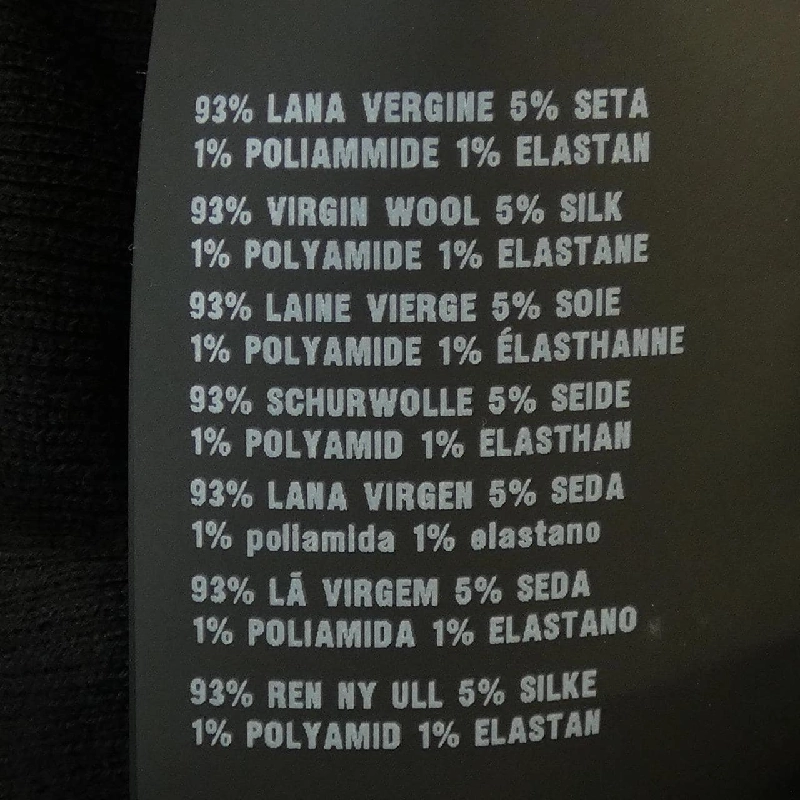 93% LANA VERGINE 5% SETA
1% POLIAMMIDE 1% ELASTAN
93% VIRGIN WOOL 5% SILK
1% POLYAMIDE 1% ELASTANE
93% LAINE VIERGE 5% SOIE
1% POLYAMIDE 1% ÉLASTHANNE
93% SCHURWOLLE 5% SEIDE
1% POLYAMID 1% ELASTHAN
93% LANA VIRGEN 5% SEDA
1% poliamida 1% elastano
93% LÃ VIRGEM 5% SEDA
1% POLIAMIDA 1% ELASTANO
93% REN NY ULL 5% SILKE
1% POLYAMID 1% ELASTAN